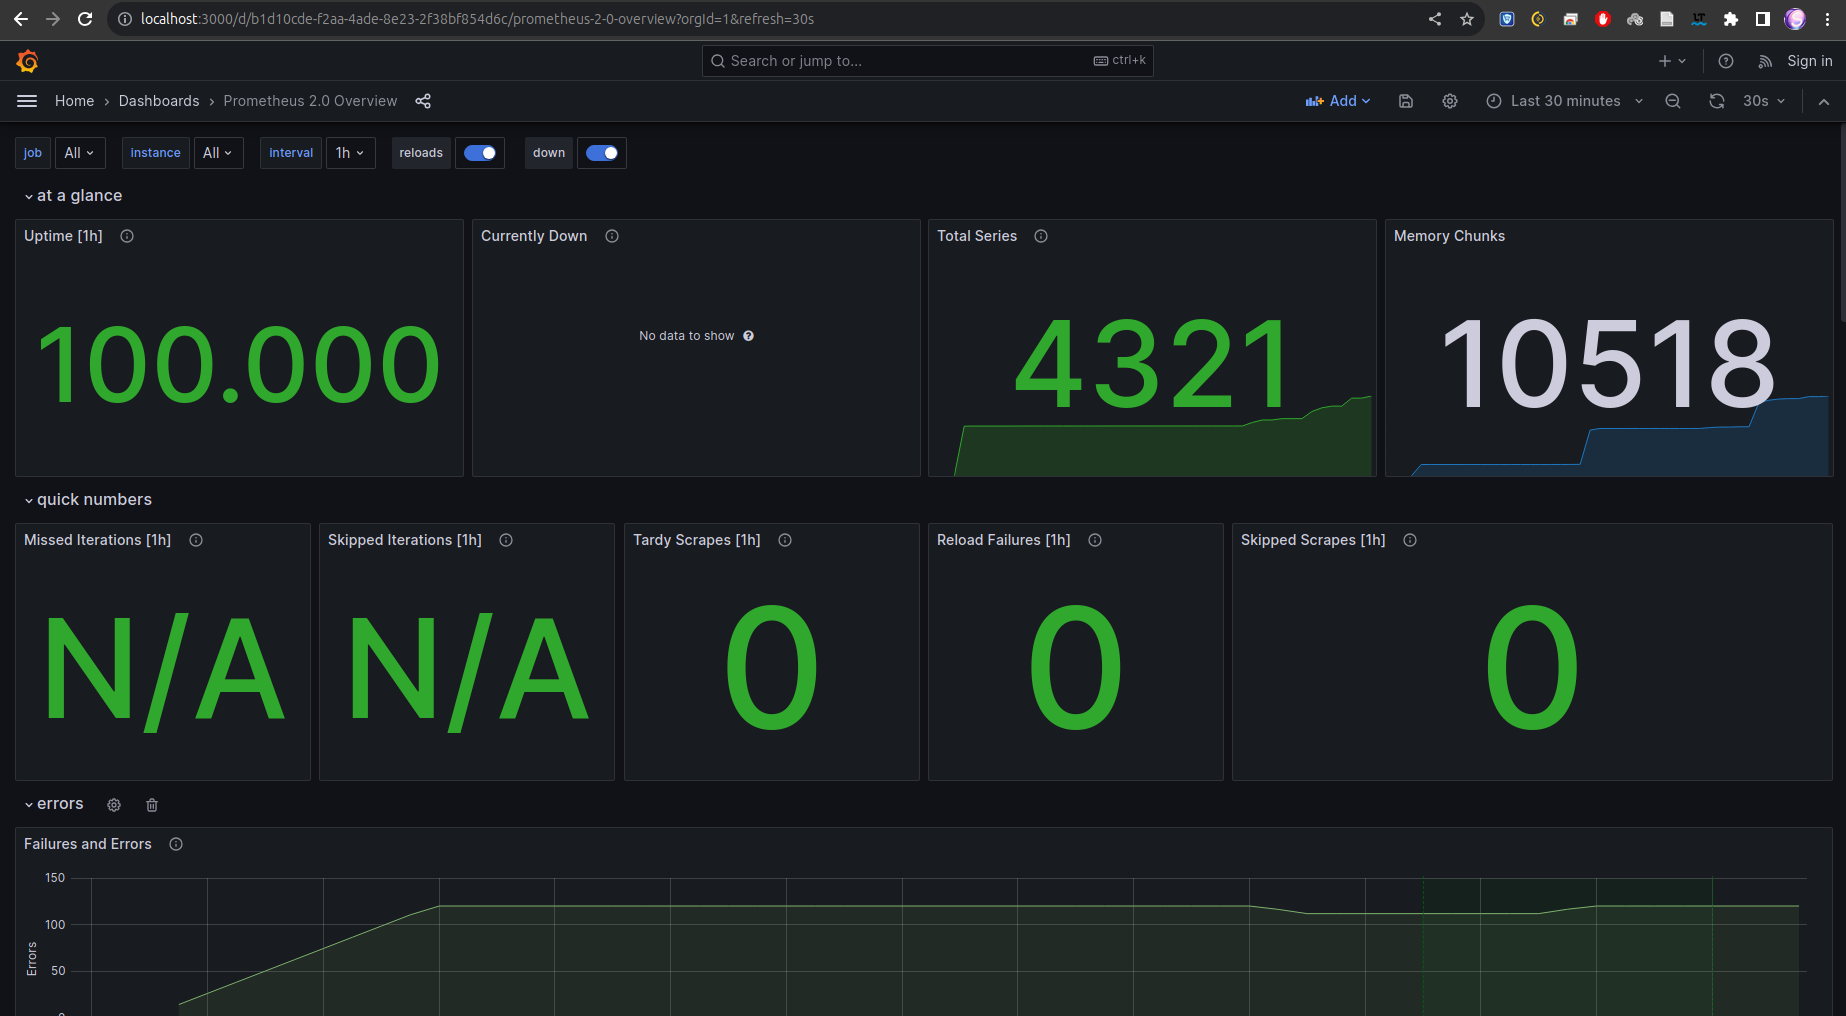 localhost:3000/d/b1d10cde-f2aa-4ade-8e23-2f38bf854d6c/prometheus-2-0-overview?orgId=1&refresh=30s
Search or jump to... ctrl+k Sign in
Home › Dashboards › Prometheus 2.0 Overview Add Last 30 minutes 30s
job All instance All interval 1h reloads down
at a glance
Uptime [1h] Currently Down Total Series Memory Chunks
100.000 No data to show 4321 10518
quick numbers
Missed Iterations [1h] Skipped Iterations [1h] Tardy Scrapes [1h] Reload Failures [1h] Skipped Scrapes [1h]
N/A N/A 0 0 0
errors
Failures and Errors
150
100
50
Errors